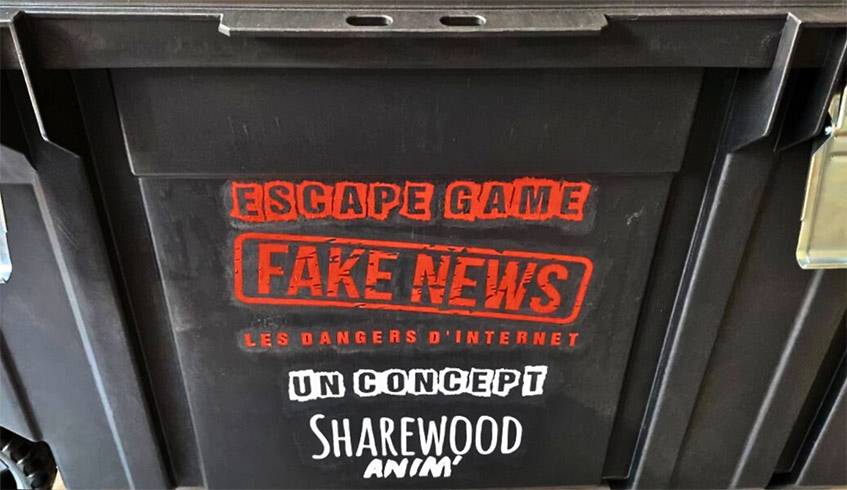 ESCAPE GAME
FAKE NEWS
LES DANGERS D'INTERNET
UN CONCEPT
SHAREWOOD
ANIM'